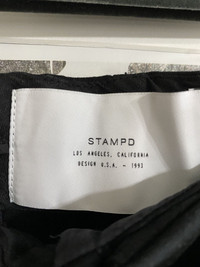 STAMPD
LOS ANGELES, CALIFORNIA
DESIGN U.S.A. - 1993